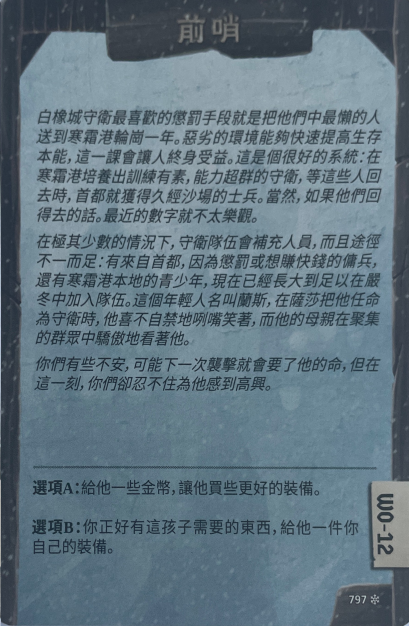 前哨
白橡城守衛最喜歡的懲罰手段就是把他們中最懶的人
送到寒霜港輪崗一年。惡劣的環境能夠快速提高生存
本能，這一課會讓人終身受益。這是個很好的系統：在
寒霜港培養出訓練有素，能力超群的守衛，等這些人回
去時，首都就獲得久經沙場的士兵。當然，如果他們回
得去的話。最近的數字就不太樂觀。
在極其少數的情況下，守衛隊伍會補充人員，而且途徑
不一而足：有來自首都，因為懲罰或想賺快錢的傭兵，
還有寒霜港本地的青少年，現在已經長大到足以在嚴
冬中加入隊伍。這個年輕人名叫蘭斯，在薩莎把他任命
為守衛時，他喜不自禁地咧嘴笑著，而他的母親在聚集
的群眾中驕傲地看著他。
你們有些不安，可能下一次襲擊就會要了他的命，但在
這一刻，你們卻忍不住為他感到高興。
選項A：給他一些金幣，讓他買些更好的裝備。
選項B：你正好有這孩子需要的東西，給他一件你
自己的裝備。
WO-12
797